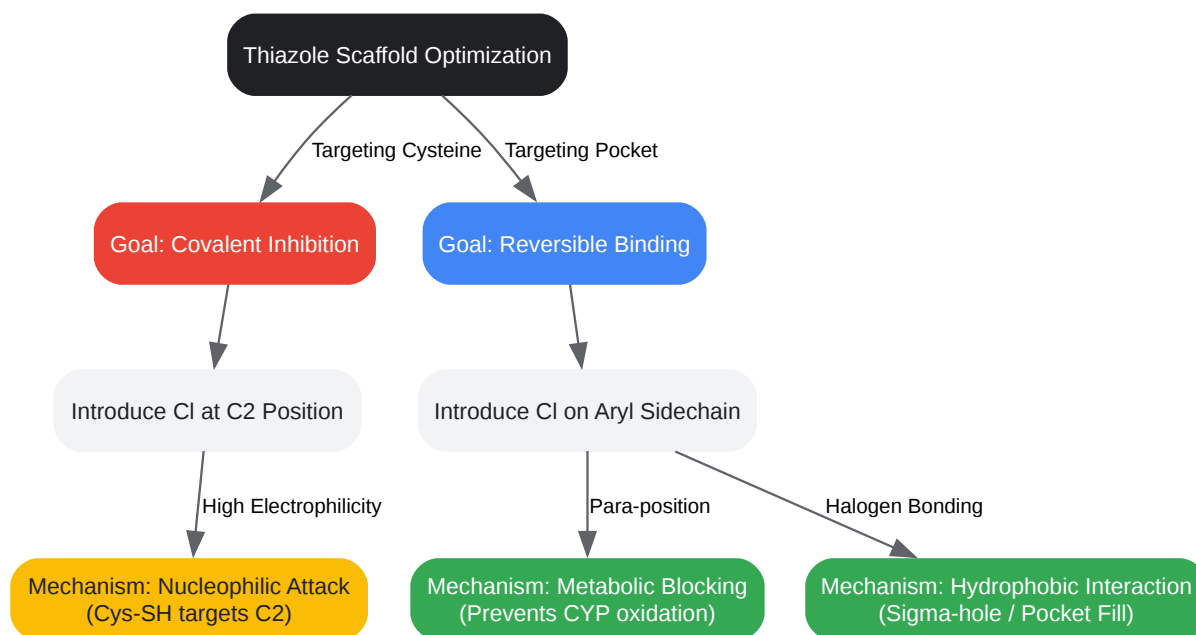 Thiazole Scaffold Optimization
Targeting Cysteine
Targeting Pocket
Goal: Covalent Inhibition
Goal: Reversible Binding
Introduce Cl at C2 Position
Introduce Cl on Aryl Sidechain
High Electrophilicity
Para-position
Halogen Bonding
Mechanism: Nucleophilic Attack
(Cys-SH targets C2)
Mechanism: Metabolic Blocking
(Prevents CYP oxidation)
Mechanism: Hydrophobic Interaction
(Sigma-hole / Pocket Fill)